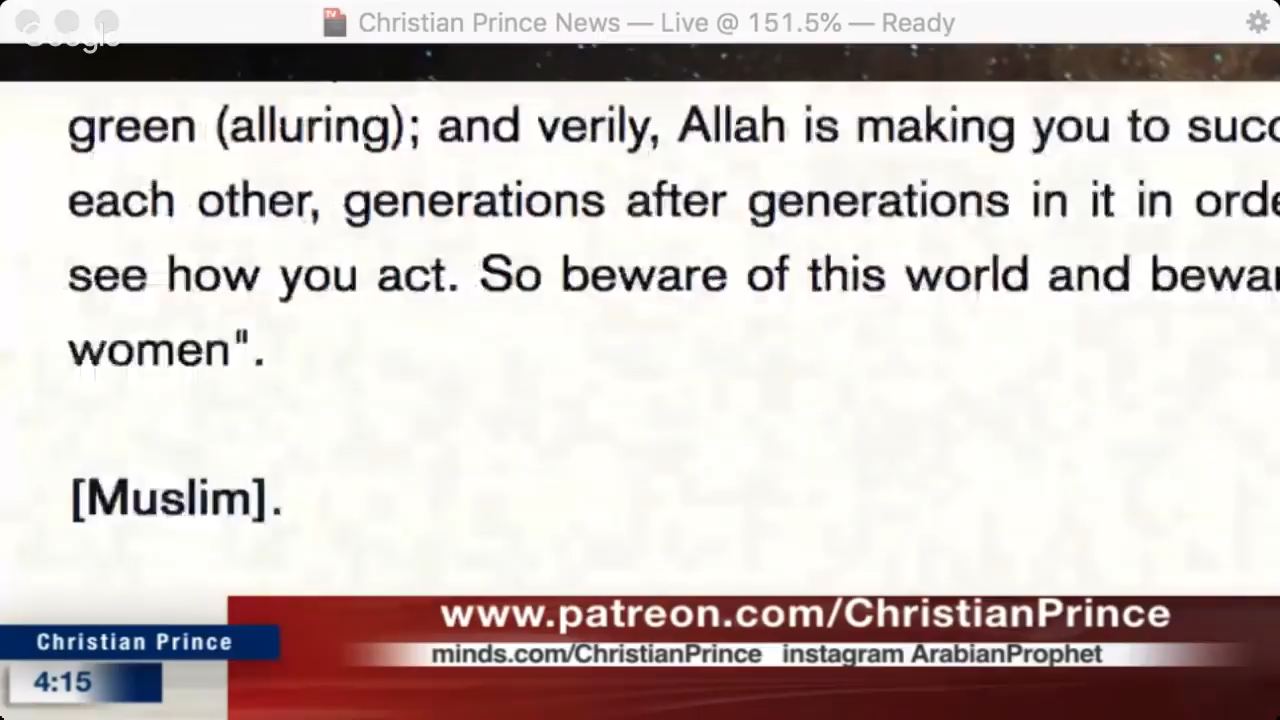 Christian Prince News — Live @ 151.5% — Ready
Google
green (alluring); and verily, Allah is making you to succ
each other, generations after generations in it in orde
see how you act. So beware of this world and bewar
women".
[Muslim].
www.patreon.com/ChristianPrince
Christian Prince
minds.com/ChristianPrince instagram ArabianProphet
4:15